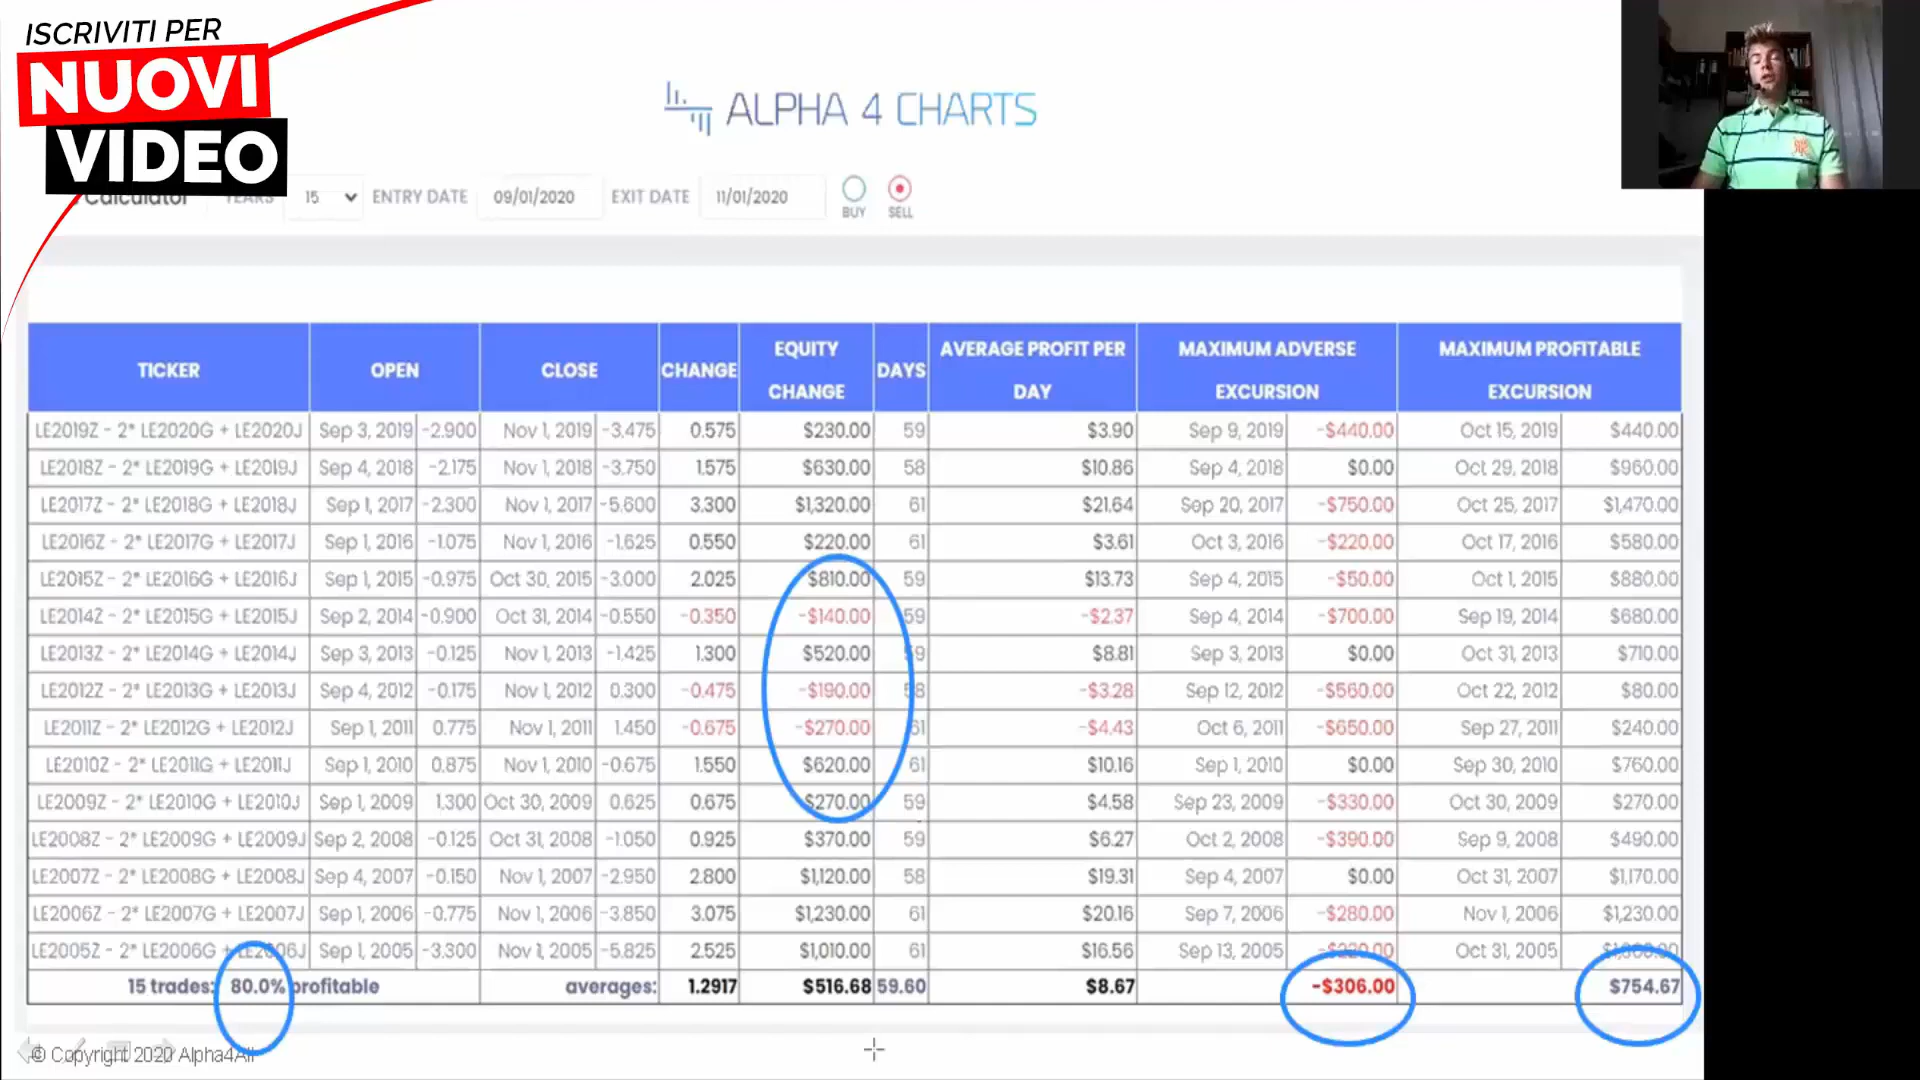 ISCRIVITI PER
NUOVI
VIDEO
ALPHA 4 CHARTS
Calculator YEARS 15 ENTRY DATE 09/01/2020 EXIT DATE 11/01/2020 BUY SELL
TICKER OPEN CLOSE CHANGE EQUITY CHANGE DAYS AVERAGE PROFIT PER DAY MAXIMUM ADVERSE EXCURSION MAXIMUM PROFITABLE EXCURSION
LE2019Z - 2* LE2020G + LE2020J Sep 3, 2019 -2.900 Nov 1, 2019 -3.475 0.575 $230.00 59 $3.90 Sep 9, 2019 -$440.00 Oct 15, 2019 $440.00
LE2018Z - 2* LE2019G + LE2019J Sep 4, 2018 -2.175 Nov 1, 2018 -3.750 1.575 $630.00 58 $10.86 Sep 4, 2018 $0.00 Oct 29, 2018 $960.00
LE2017Z - 2* LE2018G + LE2018J Sep 1, 2017 -2.300 Nov 1, 2017 -5.600 3.300 $1,320.00 61 $21.64 Sep 20, 2017 -$750.00 Oct 25, 2017 $1,470.00
LE2016Z - 2* LE2017G + LE2017J Sep 1, 2016 -1.075 Nov 1, 2016 -1.625 0.550 $220.00 61 $3.61 Oct 3, 2016 -$220.00 Oct 17, 2016 $580.00
LE2015Z - 2* LE2016G + LE2016J Sep 1, 2015 -0.975 Oct 30, 2015 -3.000 2.025 $810.00 59 $13.73 Sep 4, 2015 -$50.00 Oct 1, 2015 $880.00
LE2014Z - 2* LE2015G + LE2015J Sep 2, 2014 -0.900 Oct 31, 2014 -0.550 -0.350 -$140.00 59 -$2.37 Sep 4, 2014 -$700.00 Sep 19, 2014 $680.00
LE2013Z - 2* LE2014G + LE2014J Sep 3, 2013 -0.125 Nov 1, 2013 -1.425 1.300 $520.00 59 $8.81 Sep 3, 2013 $0.00 Oct 31, 2013 $710.00
LE2012Z - 2* LE2013G + LE2013J Sep 4, 2012 -0.175 Nov 1, 2012 0.300 -0.475 -$190.00 58 -$3.28 Sep 12, 2012 -$560.00 Oct 22, 2012 $80.00
LE2011Z - 2* LE2012G + LE2012J Sep 1, 2011 0.775 Nov 1, 2011 1.450 -0.675 -$270.00 61 -$4.43 Oct 6, 2011 -$650.00 Sep 27, 2011 $240.00
LE2010Z - 2* LE2011G + LE2011J Sep 1, 2010 0.875 Nov 1, 2010 -0.675 1.550 $620.00 61 $10.16 Sep 1, 2010 $0.00 Sep 30, 2010 $760.00
LE2009Z - 2* LE2010G + LE2010J Sep 1, 2009 1.300 Oct 30, 2009 0.625 0.675 $270.00 59 $4.58 Sep 23, 2009 -$330.00 Oct 30, 2009 $270.00
LE2008Z - 2* LE2009G + LE2009J Sep 2, 2008 -0.125 Oct 31, 2008 -1.050 0.925 $370.00 59 $6.27 Oct 2, 2008 -$390.00 Sep 9, 2008 $490.00
LE2007Z - 2* LE2008G + LE2008J Sep 4, 2007 -0.150 Nov 1, 2007 -2.950 2.800 $1,120.00 58 $19.31 Sep 4, 2007 $0.00 Oct 31, 2007 $1,170.00
LE2006Z - 2* LE2007G + LE2007J Sep 1, 2006 -0.775 Nov 1, 2006 -3.850 3.075 $1,230.00 61 $20.16 Sep 7, 2006 -$280.00 Nov 1, 2006 $1,230.00
LE2005Z - 2* LE2006G + LE2006J Sep 1, 2005 -3.300 Nov 1, 2005 -5.825 2.525 $1,010.00 61 $16.56 Sep 13, 2005 -$220.00 Oct 31, 2005
15 trades: 80.0% profitable averages: 1.2917 $516.68 59.60 $8.67 -$306.00 $754.67
© Copyright 2020 Alpha4All